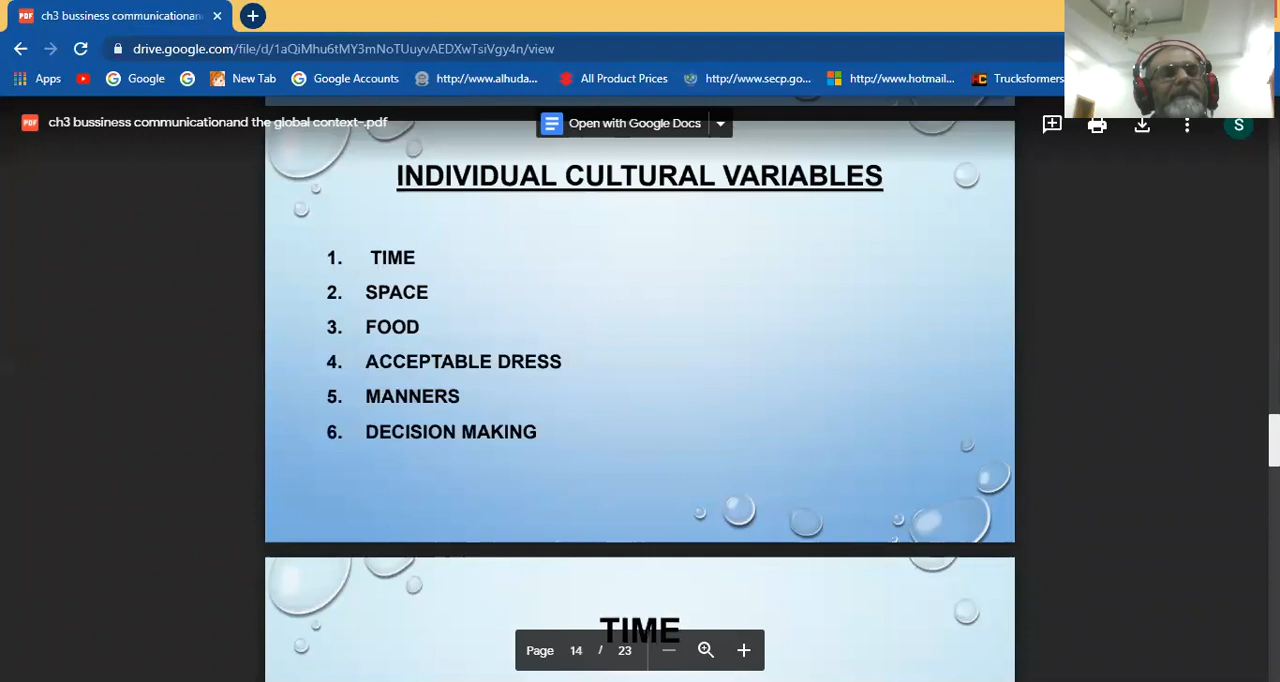 ch3 bussiness communicationan
drive.google.com/file/d/1aQiMhu6tMY3mNoTUuyvAEDXwTsiVgy4n/view
Apps Google New Tab Google Accounts http://www.alhuda... All Product Prices http://www.secp.go... http://www.hotmail... Trucksformers
PDF ch3 bussiness communicationand the global context-.pdf Open with Google Docs S
INDIVIDUAL CULTURAL VARIABLES
1. TIME
2. SPACE
3. FOOD
4. ACCEPTABLE DRESS
5. MANNERS
6. DECISION MAKING
TIME
Page 14 / 23